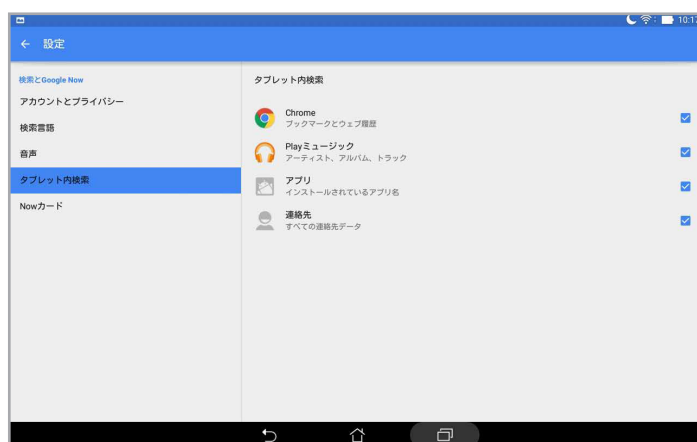 10:17
設定
検索とGoogle Now
アカウントとプライバシー
検索言語
音声
タブレット内検索
Nowカード
タブレット内検索
Chrome
ブックマークとウェブ履歴
Playミュージック
アーティスト、アルバム、トラック
アプリ
インストールされているアプリ名
連絡先
すべての連絡先データ